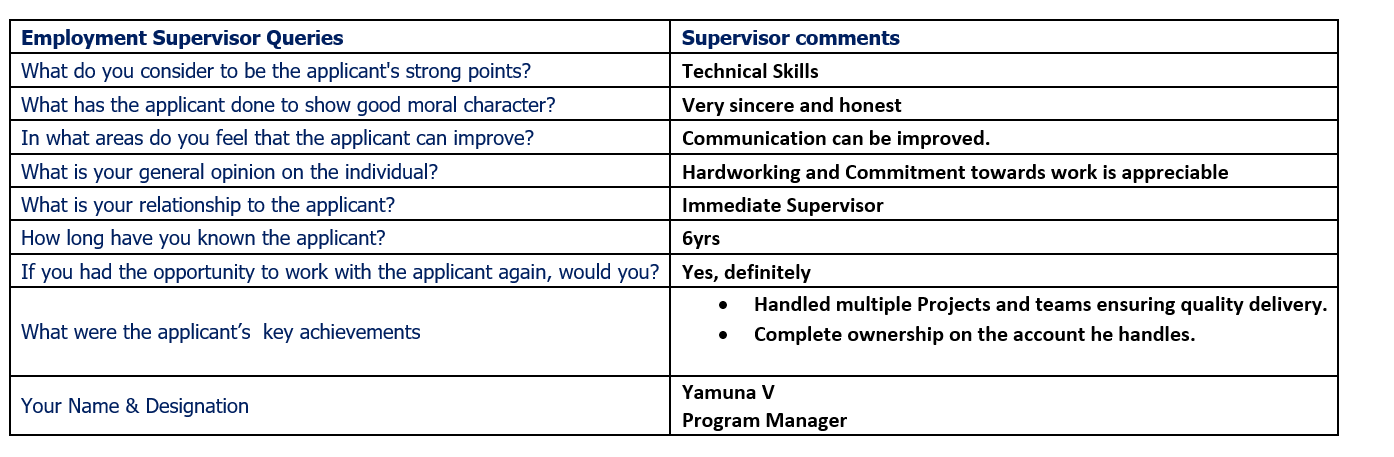 Employment Supervisor Queries
Supervisor comments
What do you consider to be the applicant's strong points?
Technical Skills
What has the applicant done to show good moral character?
Very sincere and honest
In what areas do you feel that the applicant can improve?
Communication can be improved.
What is your general opinion on the individual?
Hardworking and Commitment towards work is appreciable
What is your relationship to the applicant?
Immediate Supervisor
How long have you known the applicant?
6yrs
If you had the opportunity to work with the applicant again, would you?
Yes, definitely
What were the applicant’s  key achievements
• Handled multiple Projects and teams ensuring quality delivery.
• Complete ownership on the account he handles.
Your Name & Designation
Yamuna V
Program Manager